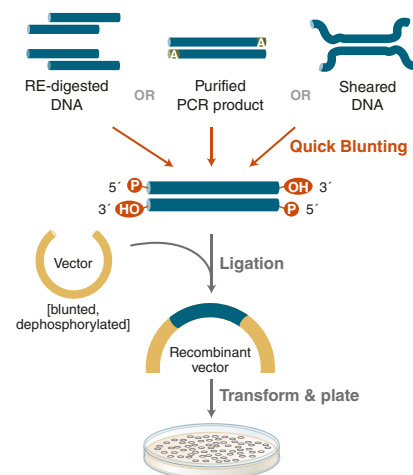 A
A
RE-digested
DNA
OR
Purified
PCR product
OR
Sheared
DNA
Quick Blunting
5´ P
OH 3´
3´ HO
P 5´
Vector
[blunted,
dephosphorylated]
Ligation
Recombinant
vector
Transform & plate